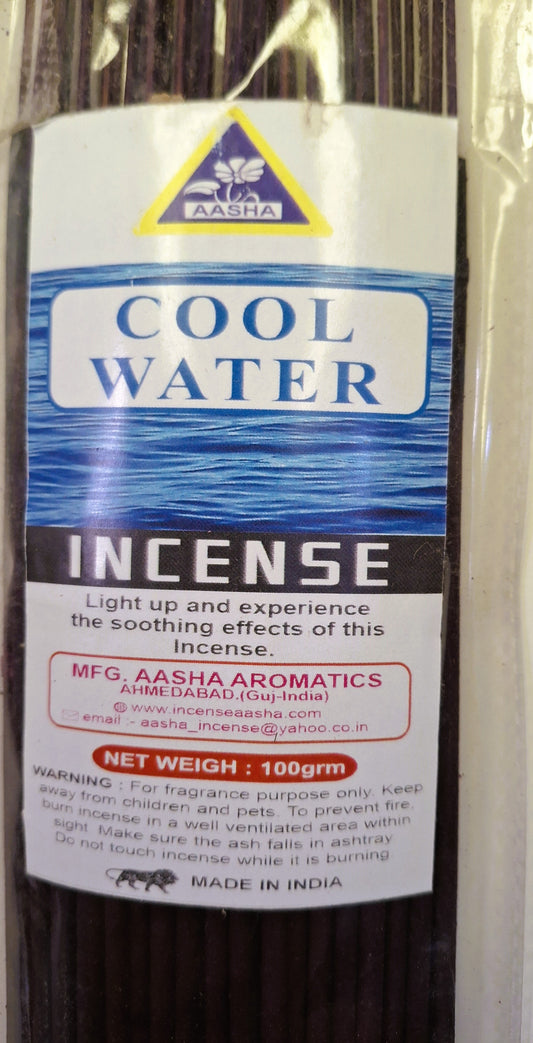 AASHA
COOL
WATER
INCENSE
Light up and experience
the soothing effects of this
Incense.
MFG. AASHA AROMATICS
AHMEDABAD.(Guj-India)
www.incenseaasha.com
email :- aasha_incense@yahoo.co.in
NET WEIGH : 100grm
WARNING : For fragrance purpose only. Keep
away from children and pets. To prevent fire,
burn incense in a well ventilated area within
sight. Make sure the ash falls in ashtray.
Do not touch incense while it is burning.
MADE IN INDIA